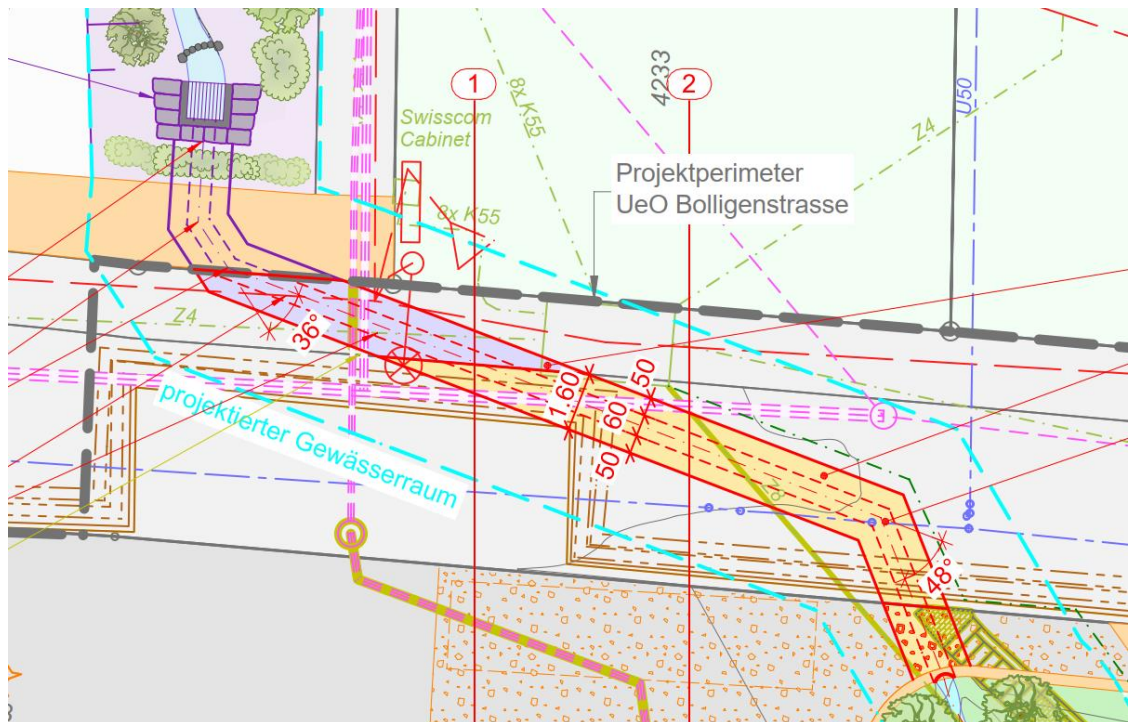 1
2
4233
U50
8x K55
Swisscom
Cabinet
Z4
Projektperimeter
UeO Bolligenstrasse
8x K55
Z4
36°
1.60
50
60
50
E
projektierter Gewässerraum
48°